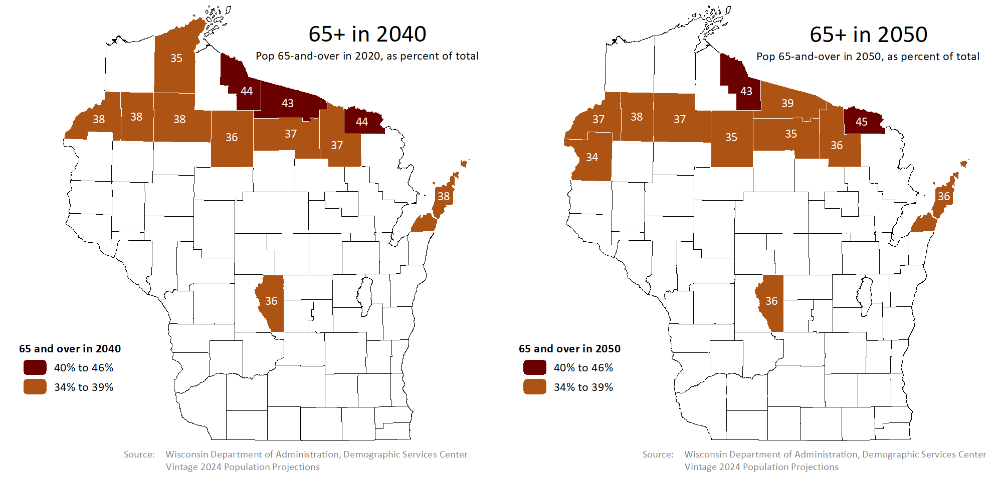 65+ in 2040
Pop 65-and-over in 2020, as percent of total
35
44
43
38
38
38
44
36
37
37
38
36
65 and over in 2040
40% to 46%
34% to 39%
Source: Wisconsin Department of Administration, Demographic Services Center
Vintage 2024 Population Projections
65+ in 2050
Pop 65-and-over in 2050, as percent of total
43
39
37
38
37
45
35
35
36
34
36
36
65 and over in 2050
40% to 46%
34% to 39%
Source: Wisconsin Department of Administration, Demographic Services Center
Vintage 2024 Population Projections